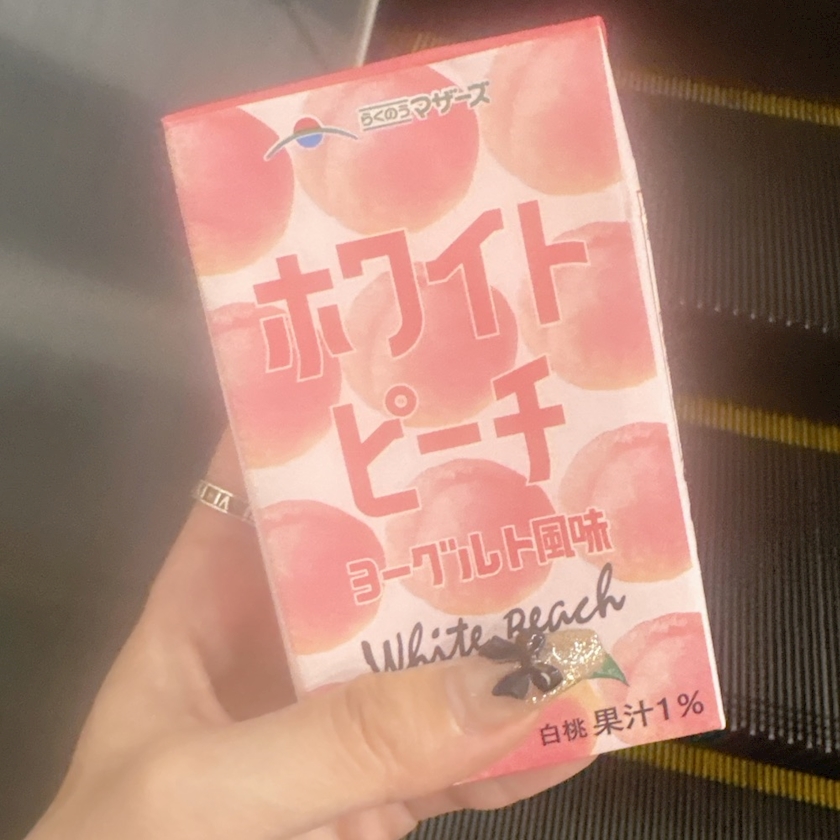 らくのうマザーズ
ホワイト
ピーチ
ヨーグルト風味
White Peach
白桃 果汁1%